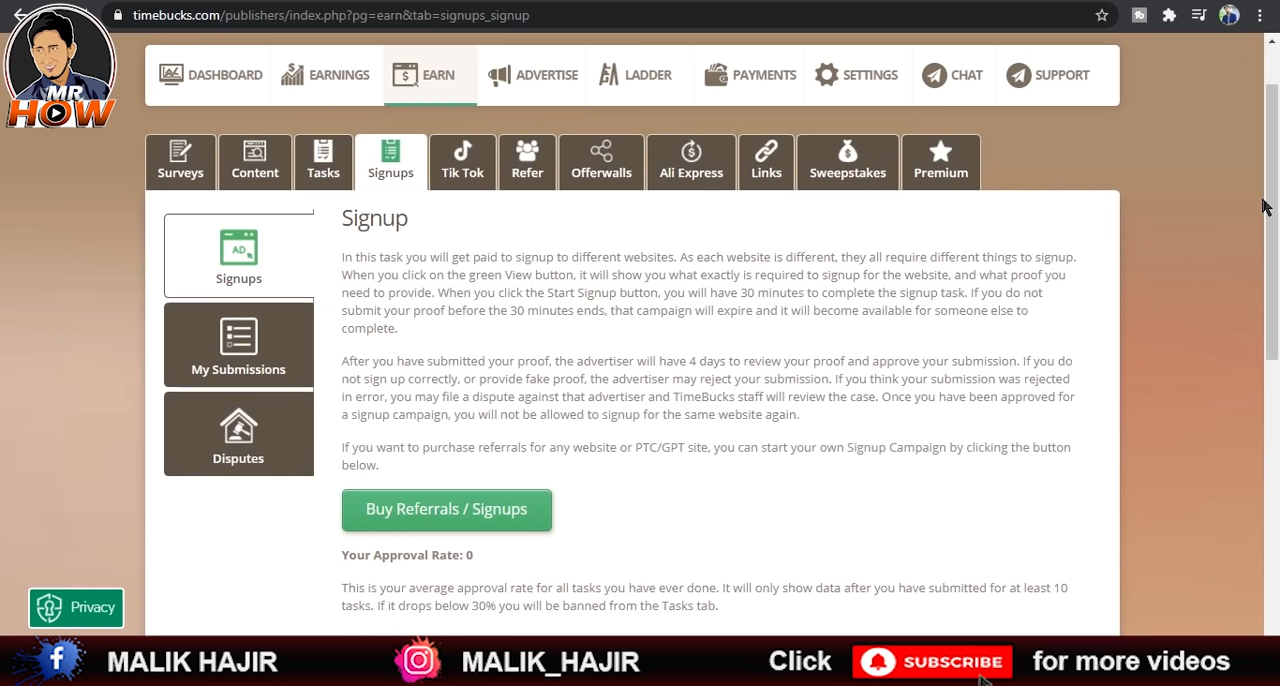 timebucks.com/publishers/index.php?pg=earn&tab=signups_signup
MR
HOW
DASHBOARD
EARNINGS
EARN
ADVERTISE
LADDER
PAYMENTS
SETTINGS
CHAT
SUPPORT
Surveys
Content
Tasks
Signups
Tik Tok
Refer
Offerwalls
Ali Express
Links
Sweepstakes
Premium
AD
Signups
My Submissions
Disputes
Signup
In this task you will get paid to signup to different websites. As each website is different, they all require different things to signup.
When you click on the green View button, it will show you what exactly is required to signup for the website, and what proof you
need to provide. When you click the Start Signup button, you will have 30 minutes to complete the signup task. If you do not
submit your proof before the 30 minutes ends, that campaign will expire and it will become available for someone else to
complete.
After you have submitted your proof, the advertiser will have 4 days to review your proof and approve your submission. If you do
not sign up correctly, or provide fake proof, the advertiser may reject your submission. If you think your submission was rejected
in error, you may file a dispute against that advertiser and TimeBucks staff will review the case. Once you have been approved for
a signup campaign, you will not be allowed to signup for the same website again.
If you want to purchase referrals for any website or PTC/GPT site, you can start your own Signup Campaign by clicking the button
below.
Buy Referrals / Signups
Your Approval Rate: 0
This is your average approval rate for all tasks you have ever done. It will only show data after you have submitted for at least 10
tasks. If it drops below 30% you will be banned from the Tasks tab.
Privacy
MALIK HAJIR
MALIK_HAJIR
Click
SUBSCRIBE
for more videos